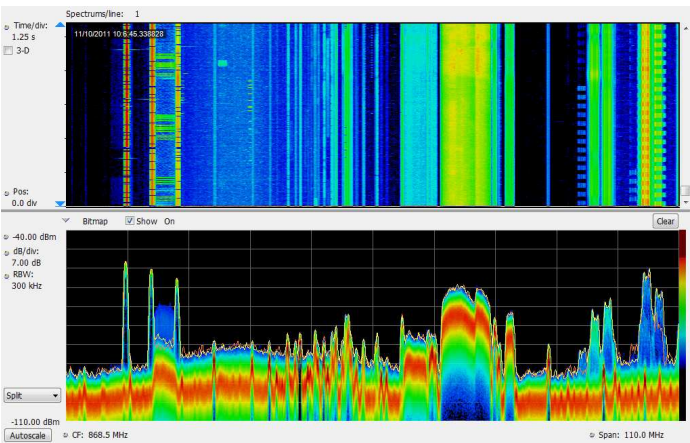 Spectrums/line: 1
Time/div:
1.25 s
3-D
11/10/2011 10:6:45.338828
Pos:
0.0 div
Bitmap Show On Clear
-40.00 dBm
dB/div:
7.00 dB
RBW:
300 kHz
Split
-110.00 dBm
Autoscale CF: 868.5 MHz Span: 110.0 MHz